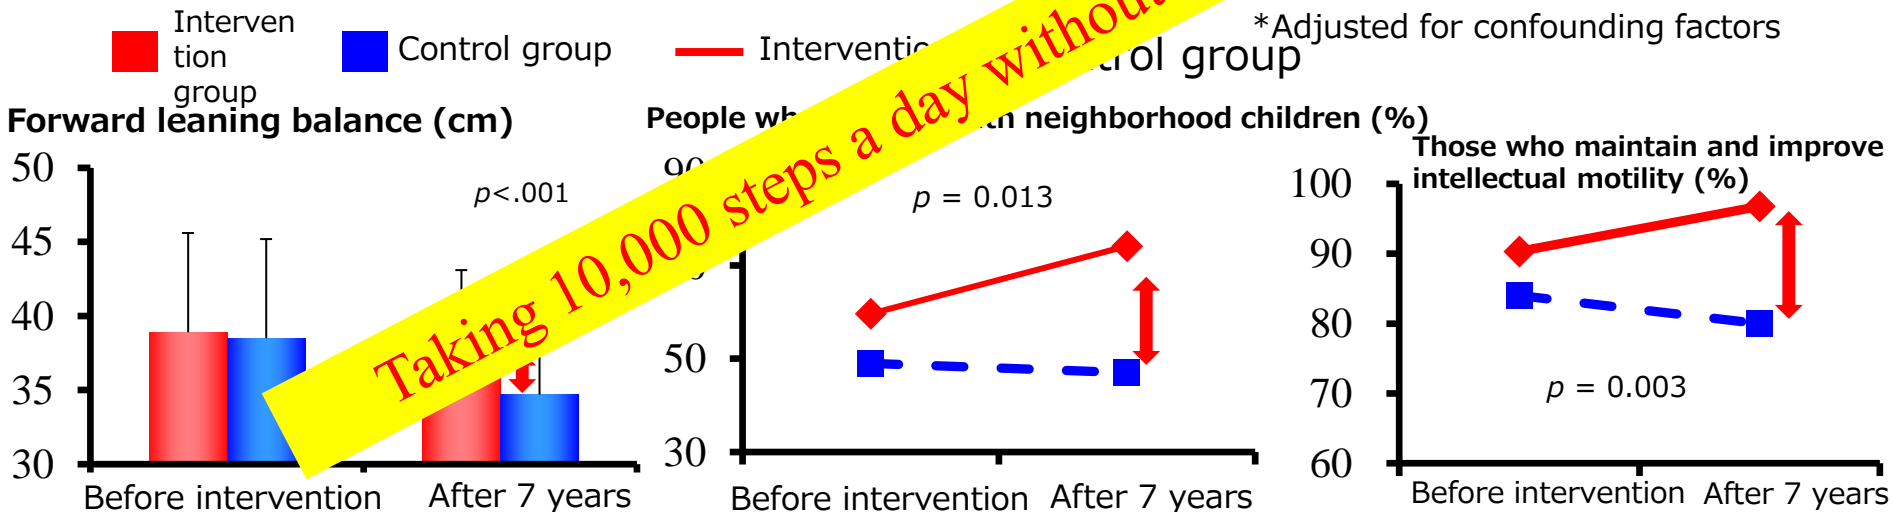 Interven
tion
group
Control group
Intervention
trol group
*Adjusted for confounding factors
Taking 10,000 steps a day without
Forward leaning balance (cm)
50
45
40
35
30
p<.001
Before intervention
After 7 years
People neighborhood children (%)
90
50
30
p = 0.013
Before intervention
After 7 years
Those who maintain and improve
intellectual motility (%)
100
90
80
70
60
p = 0.003
Before intervention
After 7 years